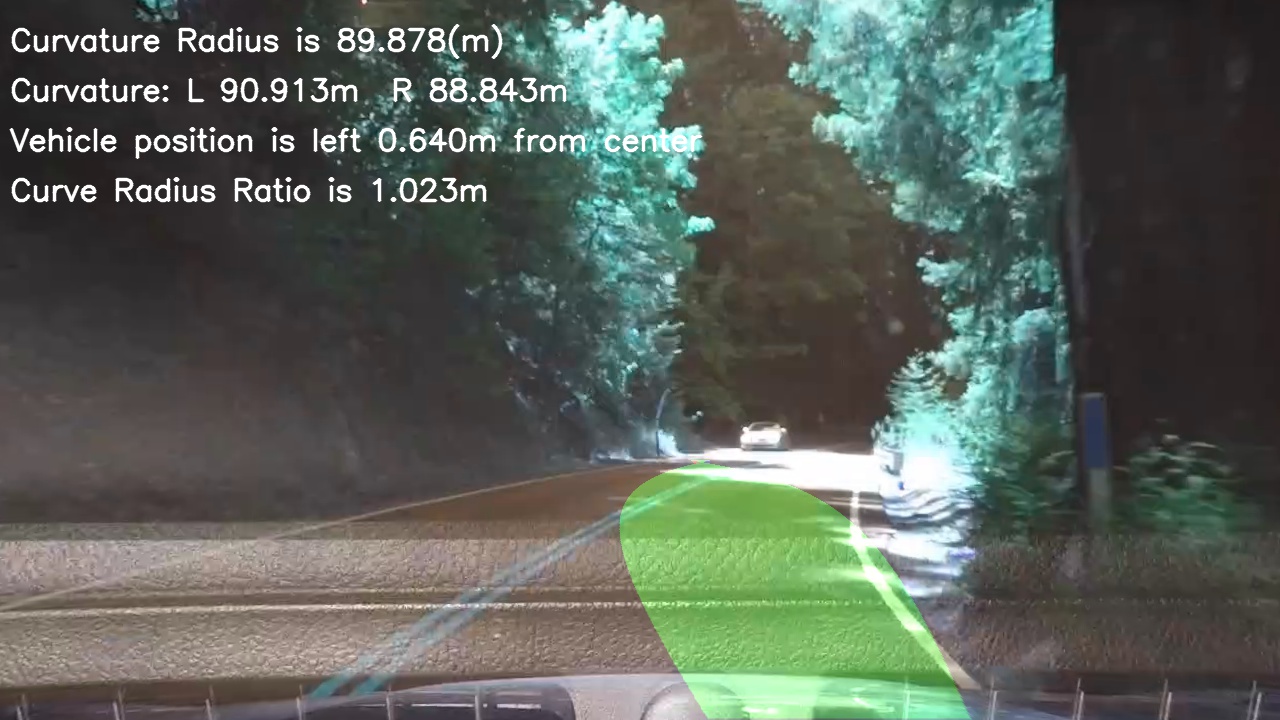 Curvature Radius is 89.878(m)
Curvature: L 90.913m R 88.843m
Vehicle position is left 0.640m from center
Curve Radius Ratio is 1.023m